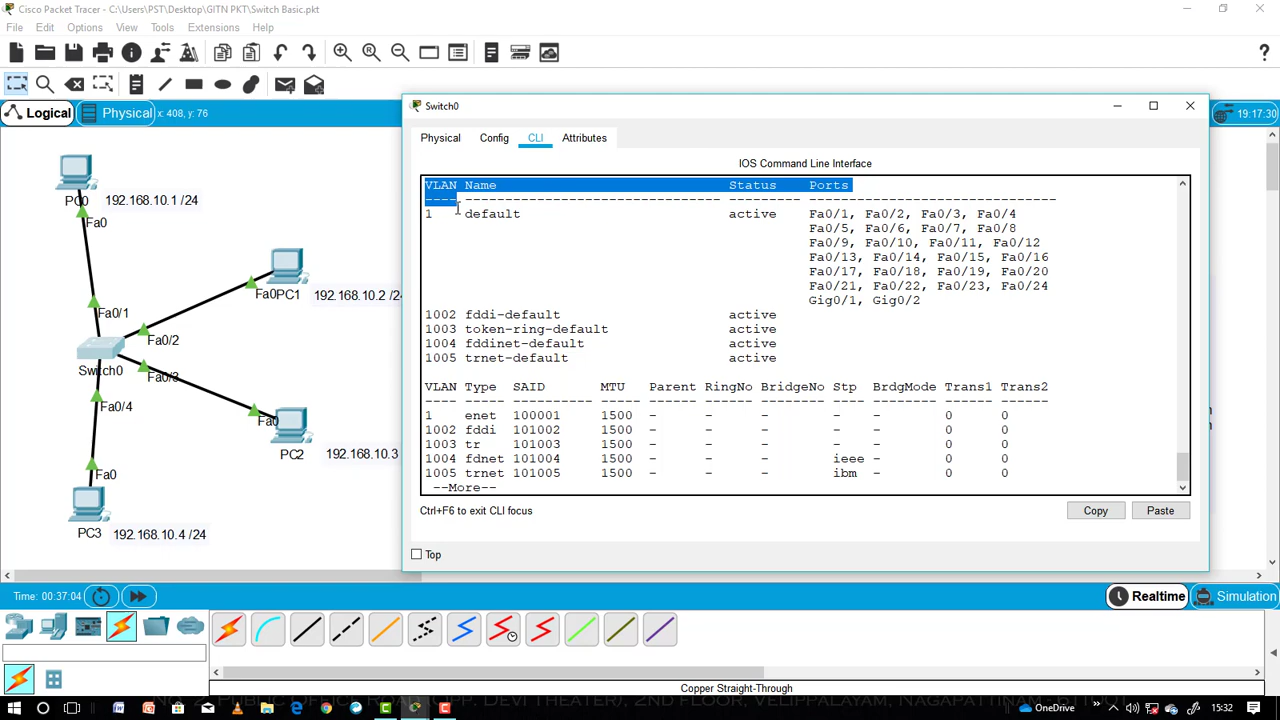 Cisco Packet Tracer - C:\Users\PST\Desktop\GITN PKT\Switch Basic.pkt
File Edit Options View Tools Extensions Help
Logical Physical x: 408, y: 76 19:17:30
Switch0
Physical Config CLI Attributes
IOS Command Line Interface
VLAN Name Status Ports
---- -------------------------------- --------- -------------------------------
1 default active Fa0/1, Fa0/2, Fa0/3, Fa0/4
Fa0/5, Fa0/6, Fa0/7, Fa0/8
Fa0/9, Fa0/10, Fa0/11, Fa0/12
Fa0/13, Fa0/14, Fa0/15, Fa0/16
Fa0/17, Fa0/18, Fa0/19, Fa0/20
Fa0/21, Fa0/22, Fa0/23, Fa0/24
Gig0/1, Gig0/2
1002 fddi-default active
1003 token-ring-default active
1004 fddinet-default active
1005 trnet-default active
VLAN Type SAID MTU Parent RingNo BridgeNo Stp BrdgMode Trans1 Trans2
---- ----- ---------- ----- ------ ------ -------- ---- -------- ------ ------
1 enet 100001 1500 - - - - - 0 0
1002 fddi 101002 1500 - - - - - 0 0
1003 tr 101003 1500 - - - - - 0 0
1004 fdnet 101004 1500 - - - ieee - 0 0
1005 trnet 101005 1500 - - - ibm - 0 0
--More--
Ctrl+F6 to exit CLI focus
Copy Paste
Top
PC0 192.168.10.1 /24
Fa0
Fa0 PC1 192.168.10.2 /24
Fa0/1
Fa0/2
Switch0
Fa0/3
Fa0/4
Fa0
PC2 192.168.10.3
Fa0
PC3 192.168.10.4 /24
Time: 00:37:04 Realtime Simulation
Copper Straight-Through
OPP. DEVI THEATER), 2ND FLOOR, VELIPPALAYAM, NAGAPATTINAM
OneDrive 15:32